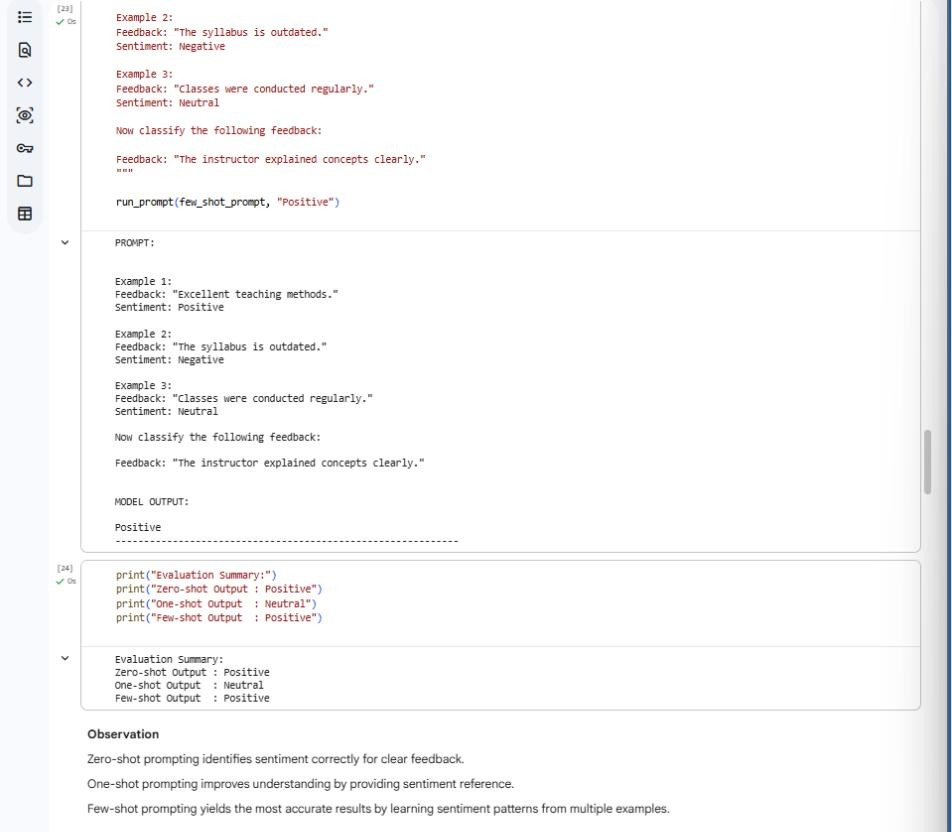 [23]
0s
Example 2:
Feedback: "The syllabus is outdated."
Sentiment: Negative
Example 3:
Feedback: "Classes were conducted regularly."
Sentiment: Neutral
Now classify the following feedback:
Feedback: "The instructor explained concepts clearly."
"""
run_prompt(few_shot_prompt, "Positive")
PROMPT:
Example 1:
Feedback: "Excellent teaching methods."
Sentiment: Positive
Example 2:
Feedback: "The syllabus is outdated."
Sentiment: Negative
Example 3:
Feedback: "Classes were conducted regularly."
Sentiment: Neutral
Now classify the following feedback:
Feedback: "The instructor explained concepts clearly."
MODEL OUTPUT:
Positive
------------------------------------------------------------
[24]
0s
print("Evaluation Summary:")
print("Zero-shot Output : Positive")
print("One-shot Output  : Neutral")
print("Few-shot Output  : Positive")
Evaluation Summary:
Zero-shot Output : Positive
One-shot Output  : Neutral
Few-shot Output  : Positive
Observation
Zero-shot prompting identifies sentiment correctly for clear feedback.
One-shot prompting improves understanding by providing sentiment reference.
Few-shot prompting yields the most accurate results by learning sentiment patterns from multiple examples.